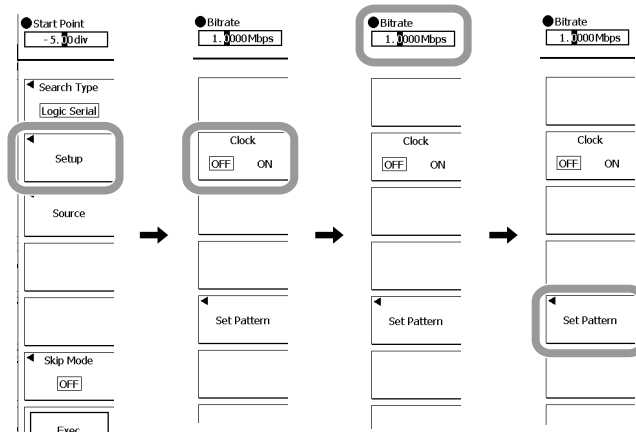 Start Point
-5.00div
Search Type
Logic Serial
Setup
Source
Skip Mode
OFF
Exec
Bitrate
1.0000Mbps
Clock
OFF ON
Set Pattern
Bitrate
1.0000Mbps
Clock
OFF ON
Set Pattern
Bitrate
1.0000Mbps
Clock
OFF ON
Set Pattern